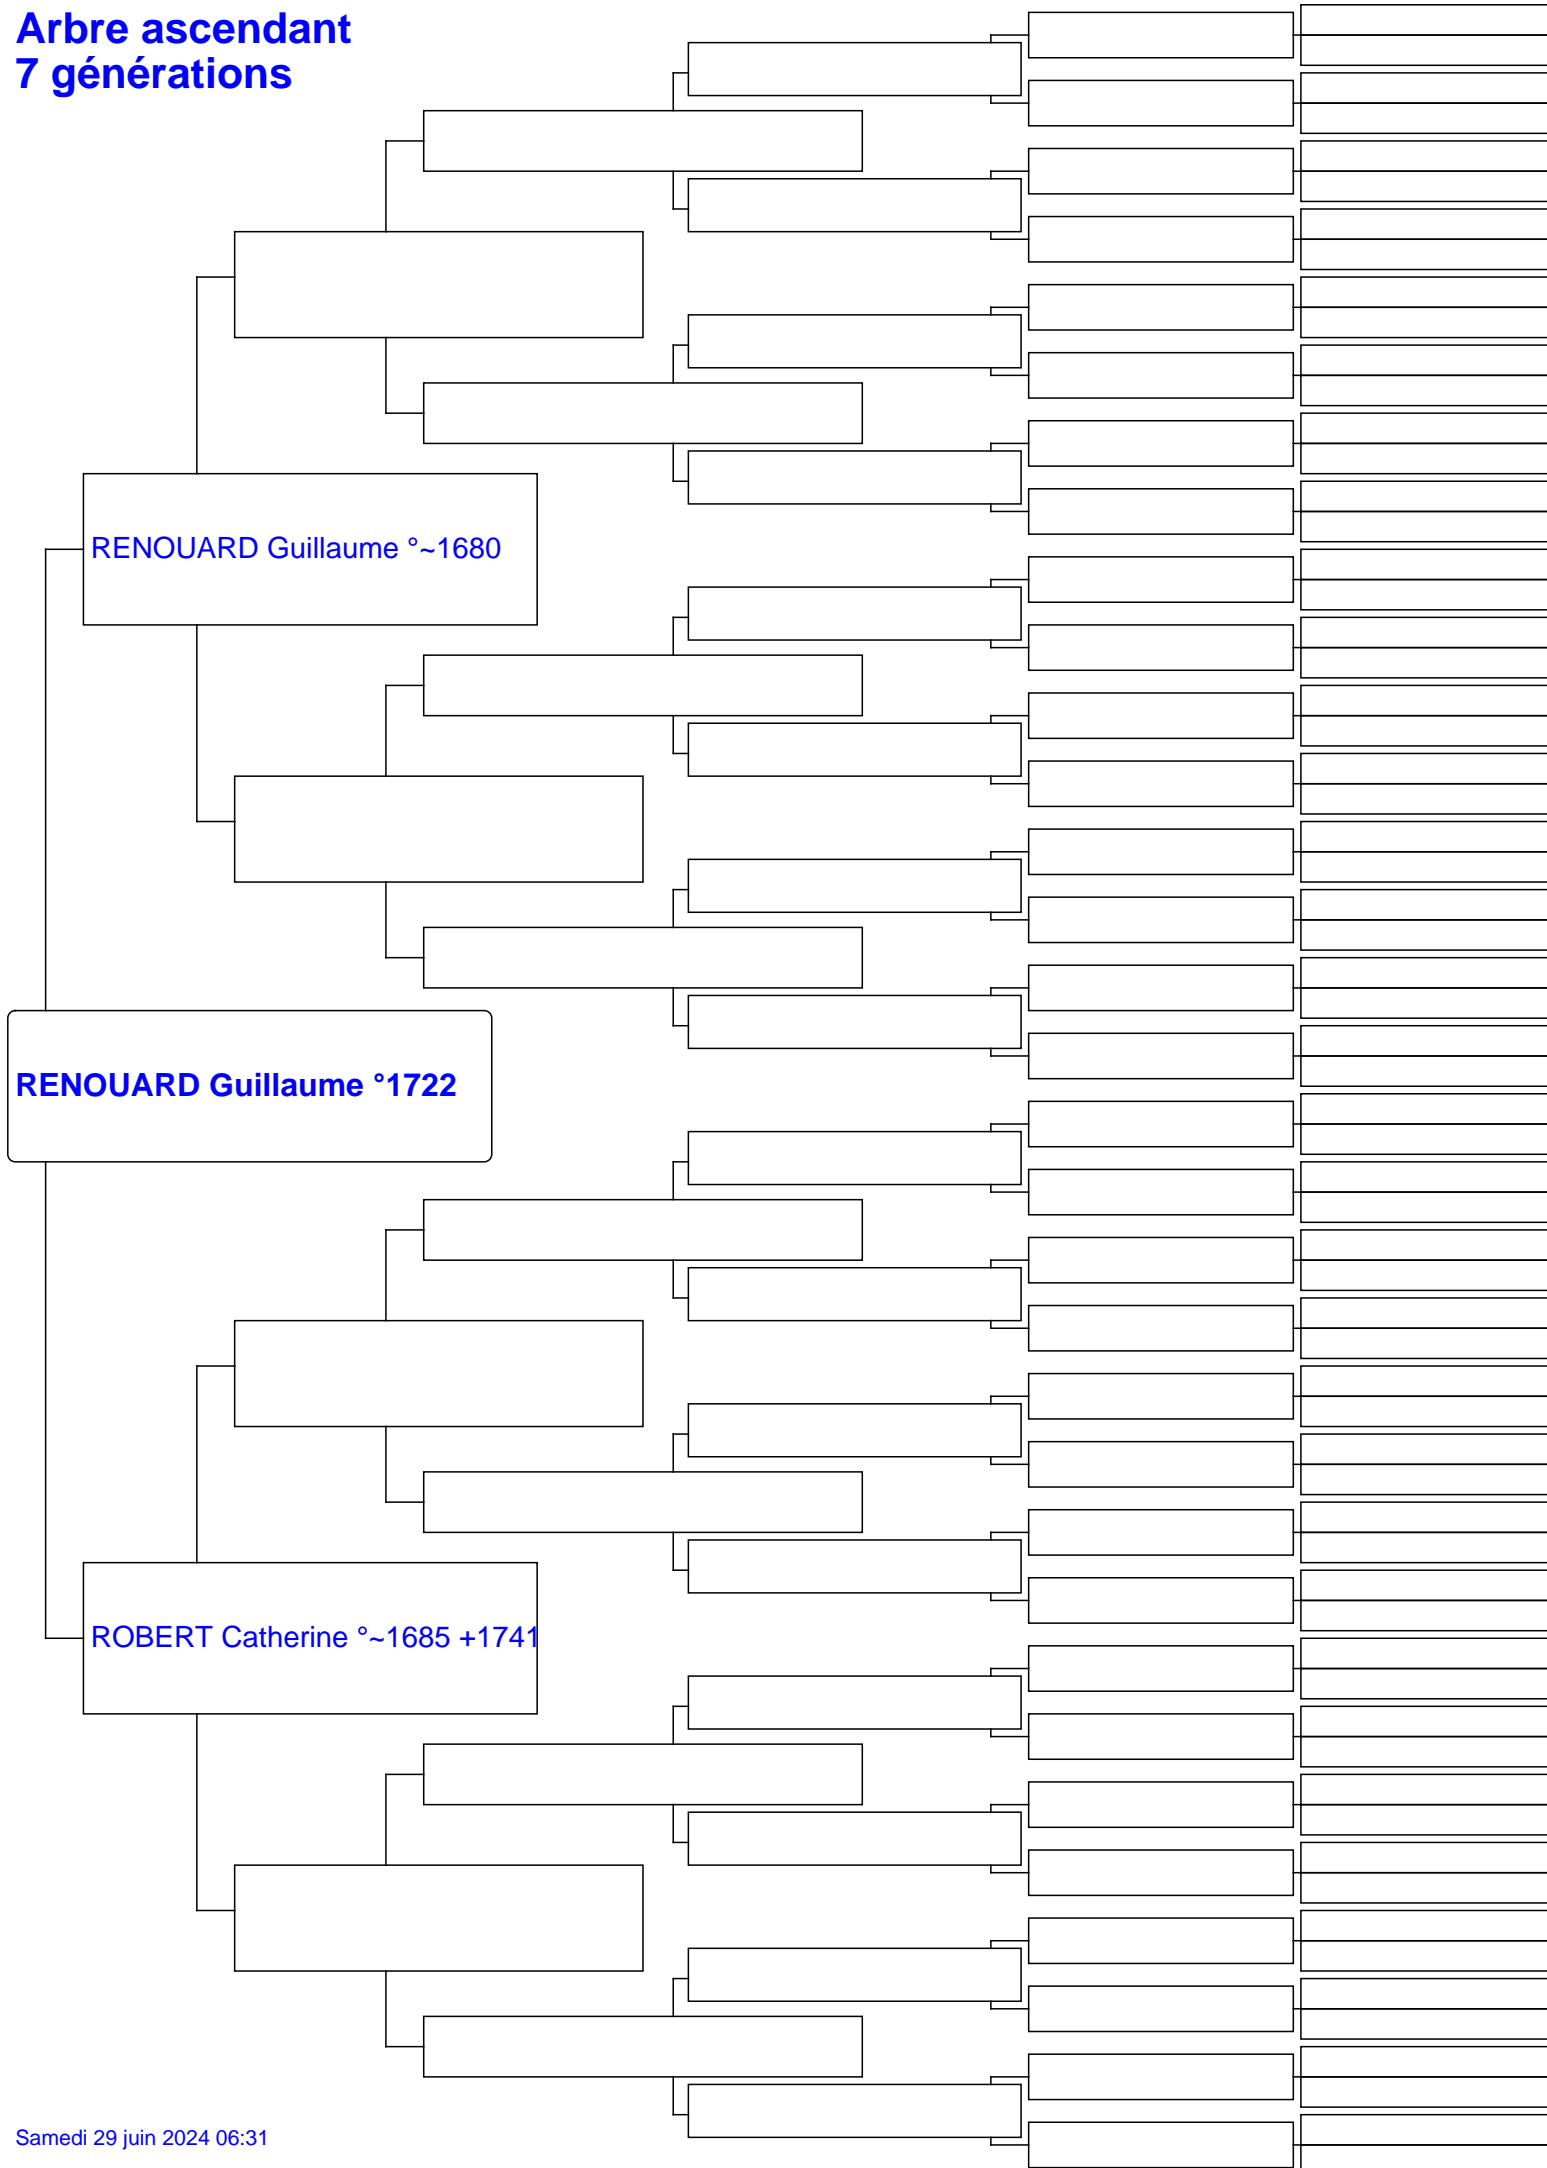 Arbre ascendant
7 générations
RENOUARD Guillaume °~1680
RENOUARD Guillaume °1722
ROBERT Catherine °~1685 +1741
Samedi 29 juin 2024 06:31